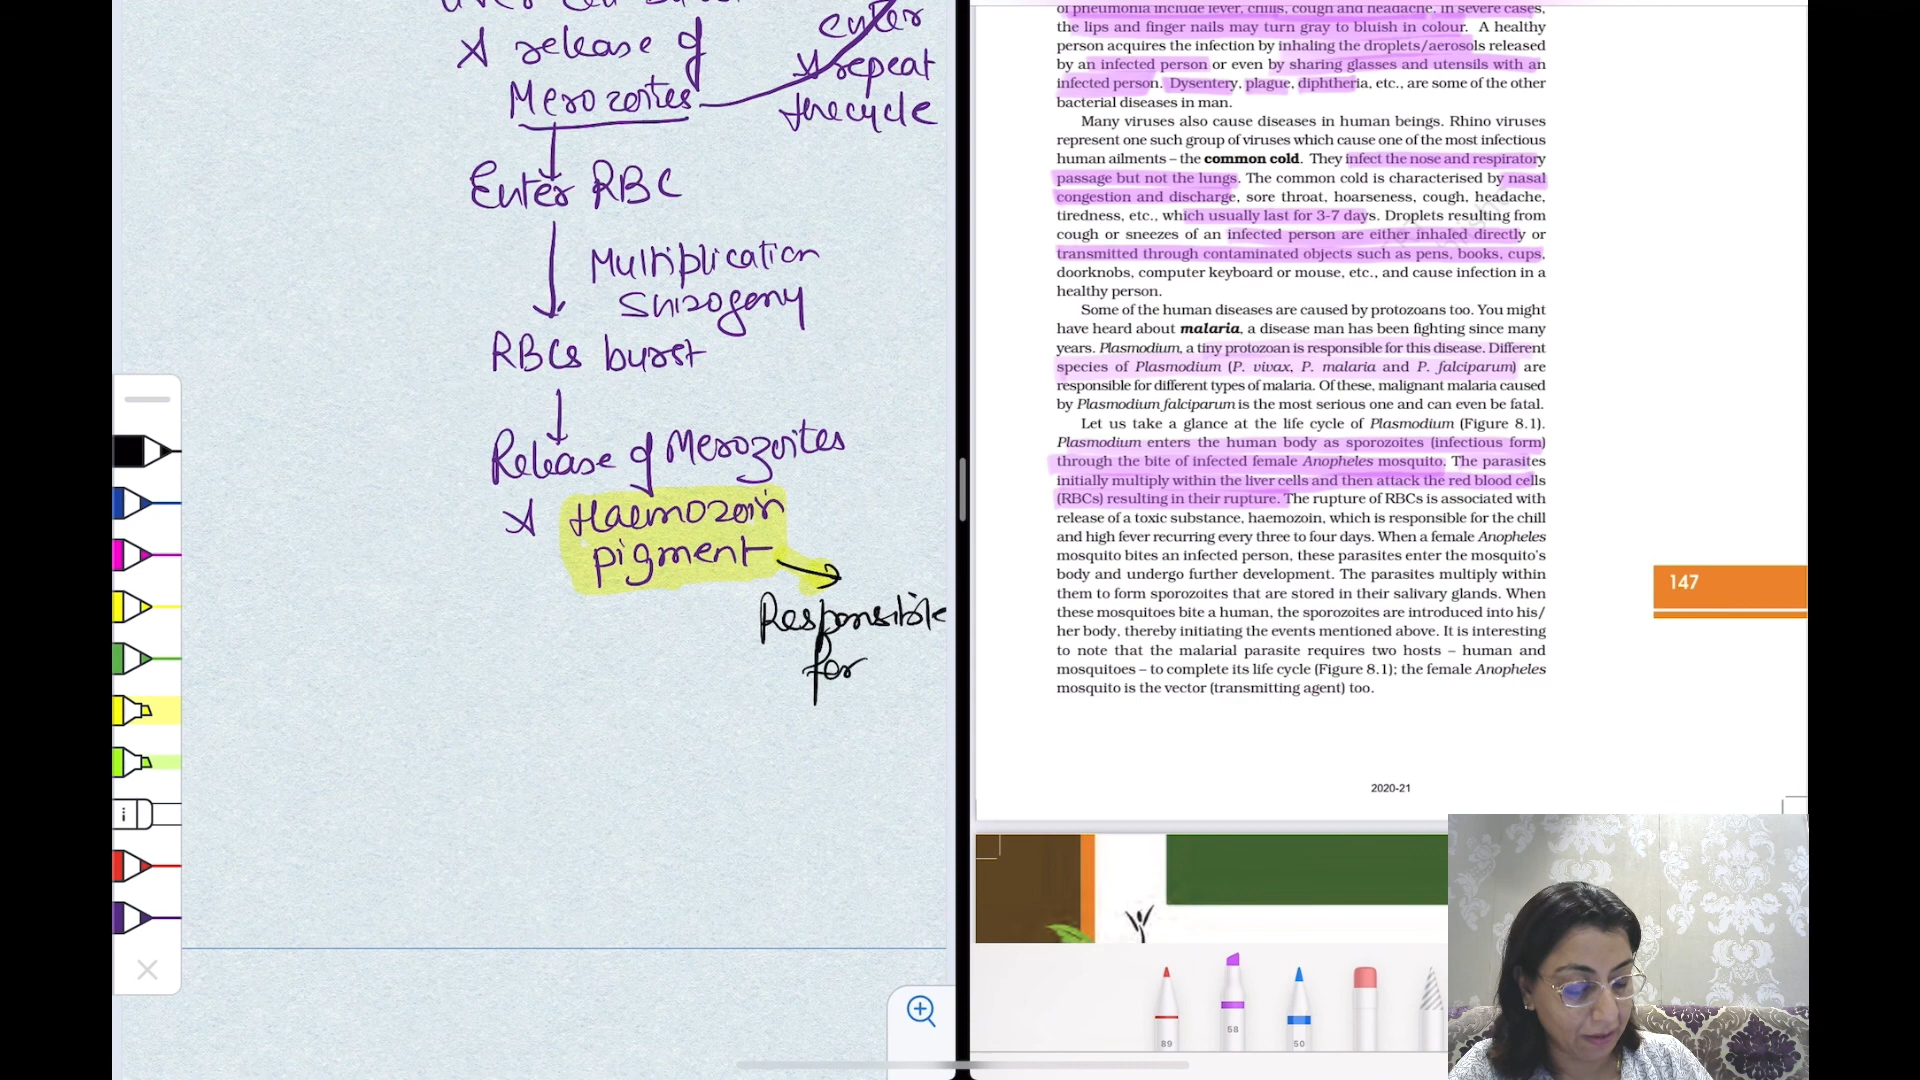 & release of
Merozoites
enter
& repeat
the cycle
Enter RBC
Multiplication
Shizogony
RBCs burst
Release of Merozoites
& Haemozoin
pigment
Responsible
for
of pneumonia include fever, chills, cough and headache. In severe cases,
the lips and finger nails may turn gray to bluish in colour. A healthy
person acquires the infection by inhaling the droplets/aerosols released
by an infected person or even by sharing glasses and utensils with an
infected person. Dysentery, plague, diphtheria, etc., are some of the other
bacterial diseases in man.
Many viruses also cause diseases in human beings. Rhino viruses
represent one such group of viruses which cause one of the most infectious
human ailments – the common cold. They infect the nose and respiratory
passage but not the lungs. The common cold is characterised by nasal
congestion and discharge, sore throat, hoarseness, cough, headache,
tiredness, etc., which usually last for 3-7 days. Droplets resulting from
cough or sneezes of an infected person are either inhaled directly or
transmitted through contaminated objects such as pens, books, cups,
doorknobs, computer keyboard or mouse, etc., and cause infection in a
healthy person.
Some of the human diseases are caused by protozoans too. You might
have heard about malaria, a disease man has been fighting since many
years. Plasmodium, a tiny protozoan is responsible for this disease. Different
species of Plasmodium (P. vivax, P. malaria and P. falciparum) are
responsible for different types of malaria. Of these, malignant malaria caused
by Plasmodium falciparum is the most serious one and can even be fatal.
Let us take a glance at the life cycle of Plasmodium (Figure 8.1).
Plasmodium enters the human body as sporozoites (infectious form)
through the bite of infected female Anopheles mosquito. The parasites
initially multiply within the liver cells and then attack the red blood cells
(RBCs) resulting in their rupture. The rupture of RBCs is associated with
release of a toxic substance, haemozoin, which is responsible for the chill
and high fever recurring every three to four days. When a female Anopheles
mosquito bites an infected person, these parasites enter the mosquito's
body and undergo further development. The parasites multiply within
them to form sporozoites that are stored in their salivary glands. When
these mosquitoes bite a human, the sporozoites are introduced into his/
her body, thereby initiating the events mentioned above. It is interesting
to note that the malarial parasite requires two hosts – human and
mosquitoes – to complete its life cycle (Figure 8.1); the female Anopheles
mosquito is the vector (transmitting agent) too.
147
2020-21
89
58
50